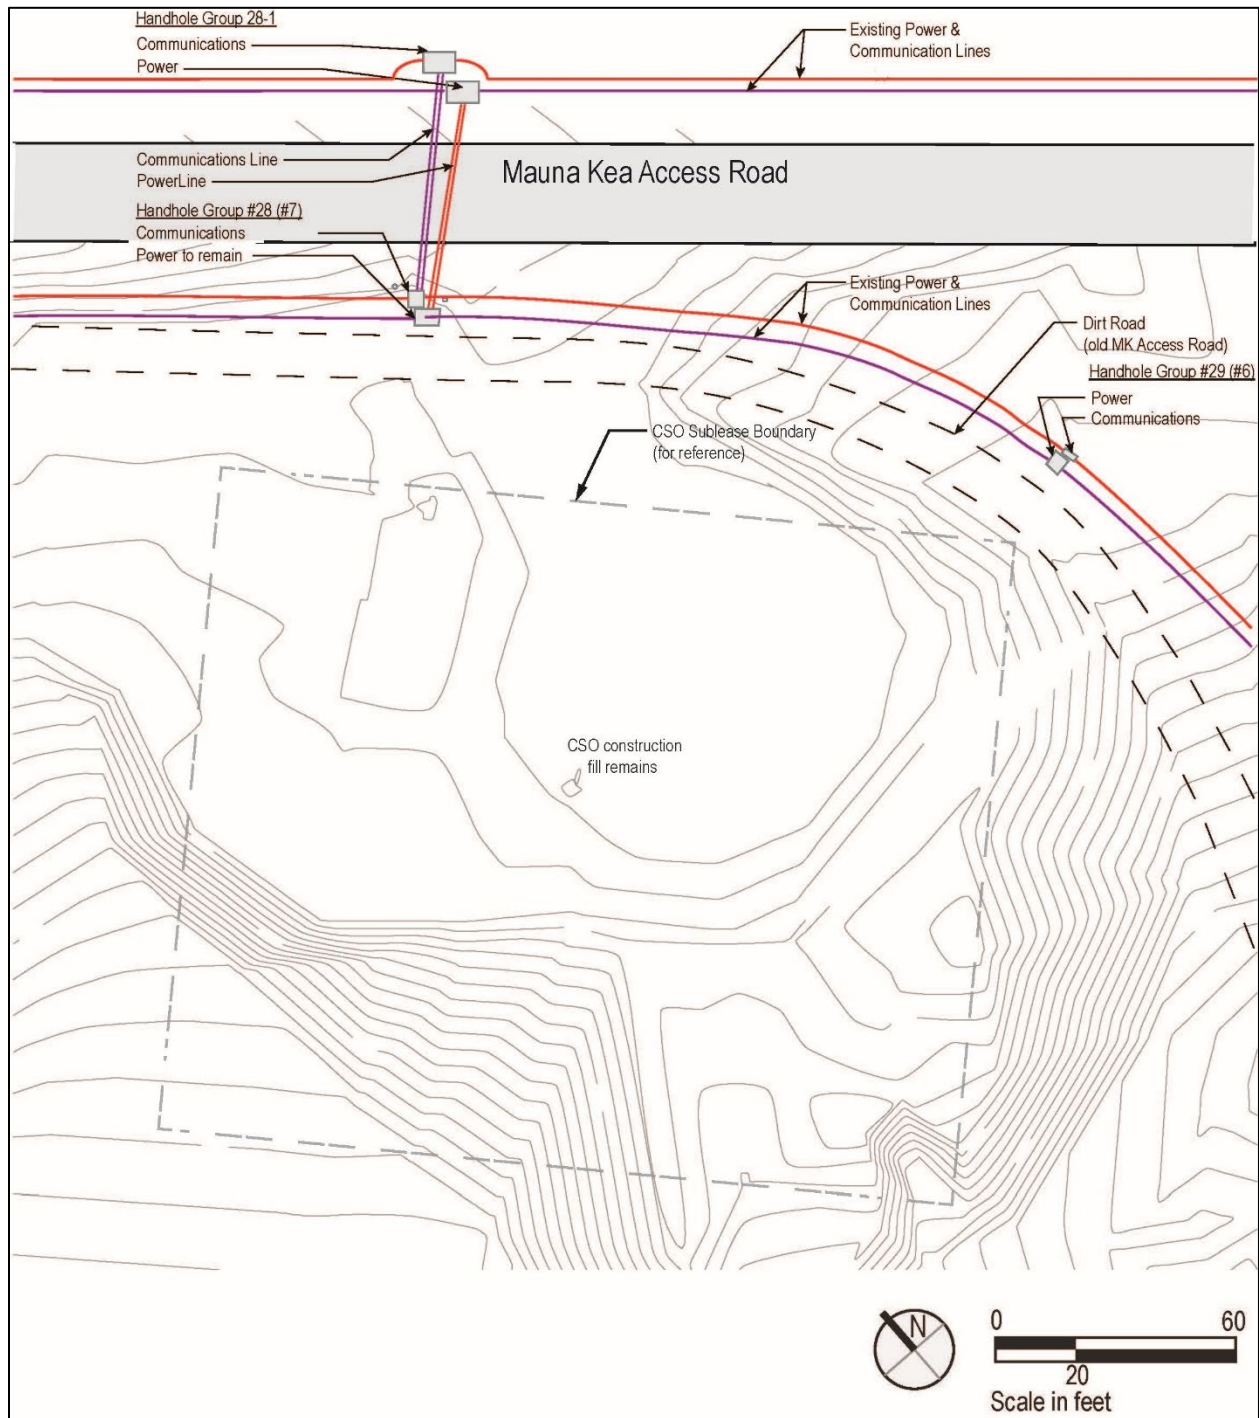 Handhole Group 28-1
Communications
Power
Existing Power &
Communication Lines
Communications Line
PowerLine
Mauna Kea Access Road
Handhole Group #28 (#7)
Communications
Power to remain
Existing Power &
Communication Lines
Dirt Road
(old MK Access Road)
Handhole Group #29 (#6)
Power
Communications
CSO Sublease Boundary
(for reference)
CSO construction
fill remains
N
0 60
20
Scale in feet